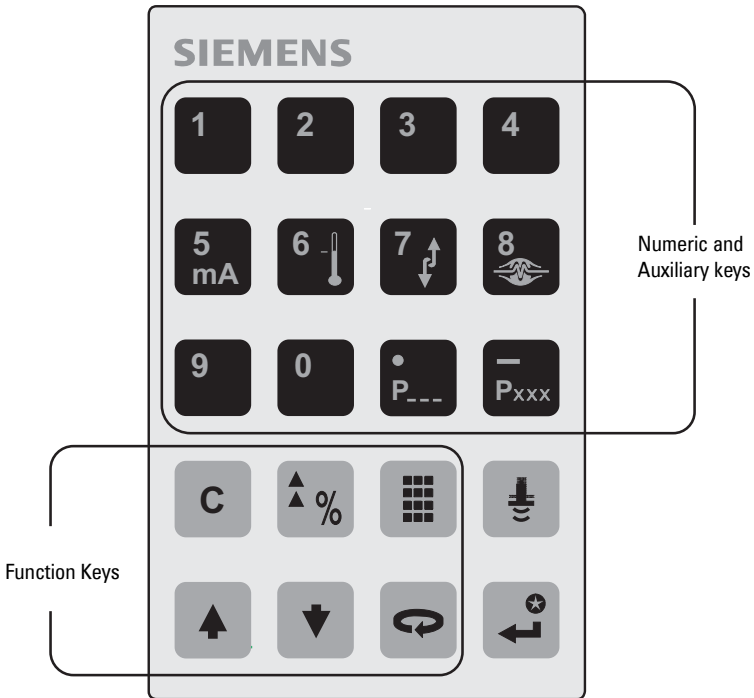 SIEMENS
1 2 3 4
5 6 7 8
mA
Numeric and
Auxiliary keys
9 0 • –
P_ _ _ Pxxx
C %
Function Keys